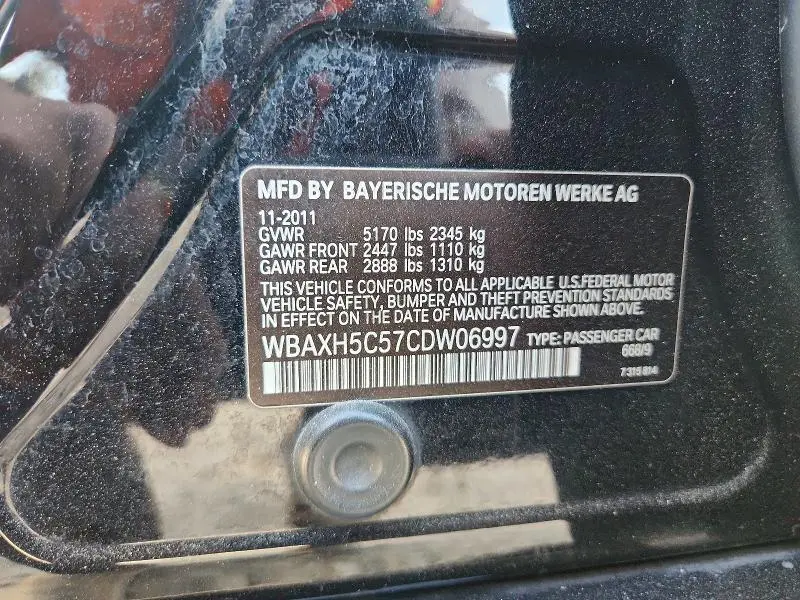 MFD BY BAYERISCHE MOTOREN WERKE AG
11-2011
GVWR 5170 lbs 2345 kg
GAWR FRONT 2447 lbs 1110 kg
GAWR REAR 2888 lbs 1310 kg
THIS VEHICLE CONFORMS TO ALL APPLICABLE U.S.FEDERAL MOTOR
VEHICLE SAFETY, BUMPER AND THEFT PREVENTION STANDARDS
IN EFFECT ON THE DATE OF MANUFACTURE SHOWN ABOVE.
WBAXH5C57CDW06997 TYPE: PASSENGER CAR
668/9
7 315 814